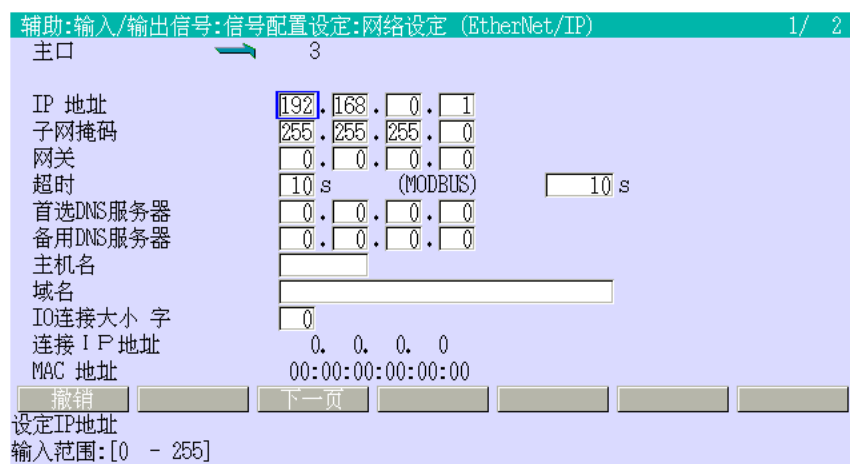 辅助:输入/输出信号:信号配置设定:网络设定 (EtherNet/IP) 1/ 2
主口 3
IP 地址 192. 168. 0. 1
子网掩码 255. 255. 255. 0
网关 0. 0. 0. 0
超时 10 s (MODBUS) 10 s
首选DNS服务器 0. 0. 0. 0
备用DNS服务器 0. 0. 0. 0
主机名
域名
IO连接大小 字 0
连接ＩＰ地址 0. 0. 0. 0
MAC 地址 00:00:00:00:00:00
撤销 下一页
设定IP地址
输入范围:[0 - 255]